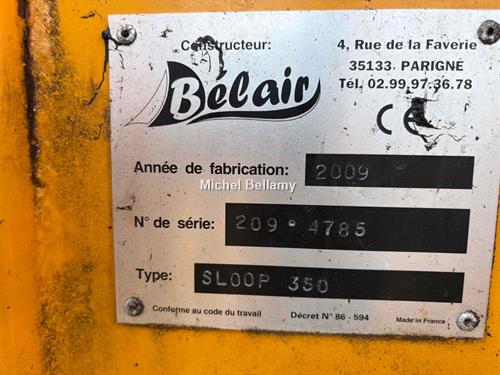 Constructeur:
4, Rue de la Faverie
35133. PARIGNÉ
Tél. 02.99.97.36.78
Bélair
CE
Année de fabrication: 2009
Michel Bellamy
N° de série: 209 ° 4785
Type: SLOOP 350
Conforme au code du travail Décret N° 86 - 594 Made in France